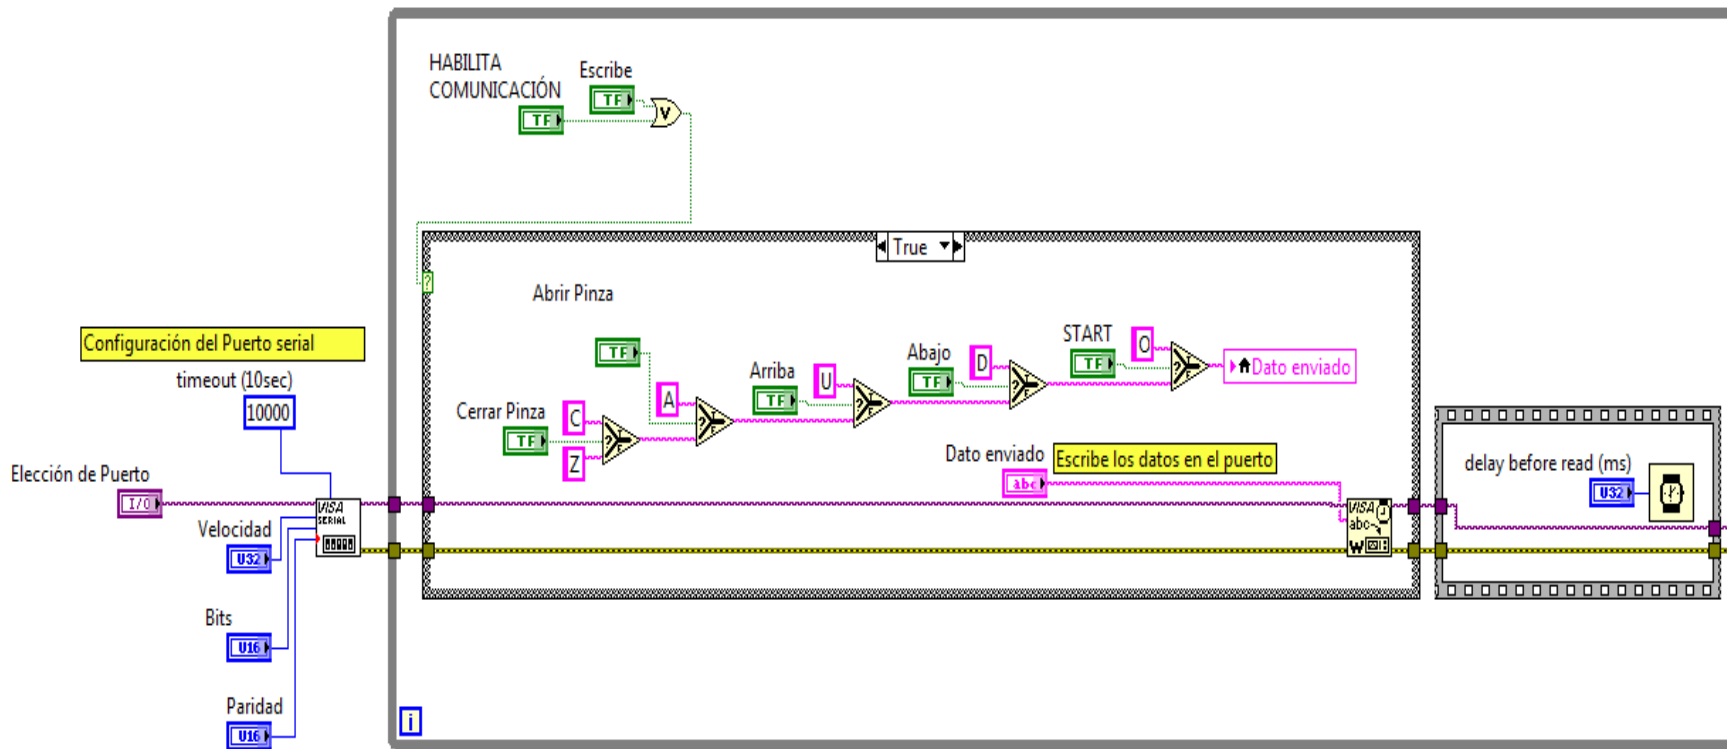 HABILITA
COMUNICACIÓN
TF
Escribe
TF
V
True
?
Abrir Pinza
TF
Cerrar Pinza
TF
C
Z
?
A
?
Arriba
TF
U
?
Abajo
TF
D
?
START
TF
O
?
Dato enviado
Configuración del Puerto serial
timeout (10sec)
10000
Elección de Puerto
I/O
VISA
SERIAL
Velocidad
U32
Bits
U16
Paridad
U16
Dato enviado
abc
Escribe los datos en el puerto
VISA
abc
W
delay before read (ms)
U32
i